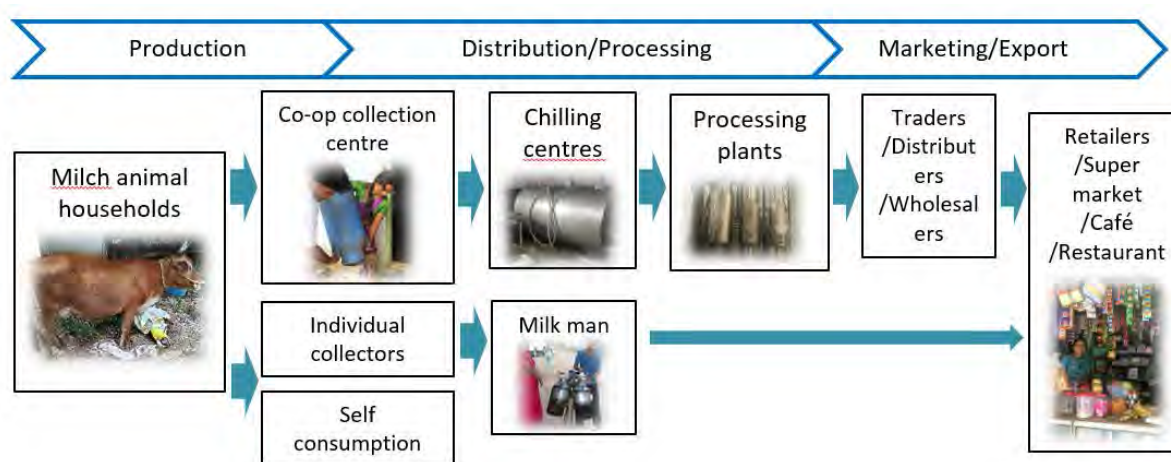 Production
Distribution/Processing
Marketing/Export
Milch animal
households
Co-op collection
centre
Chilling
centres
Processing
plants
Traders
/Distribut
ers
/Wholesal
ers
Retailers
/Super
market
/Café
/Restaurant
Individual
collectors
Milk man
Self
consumption